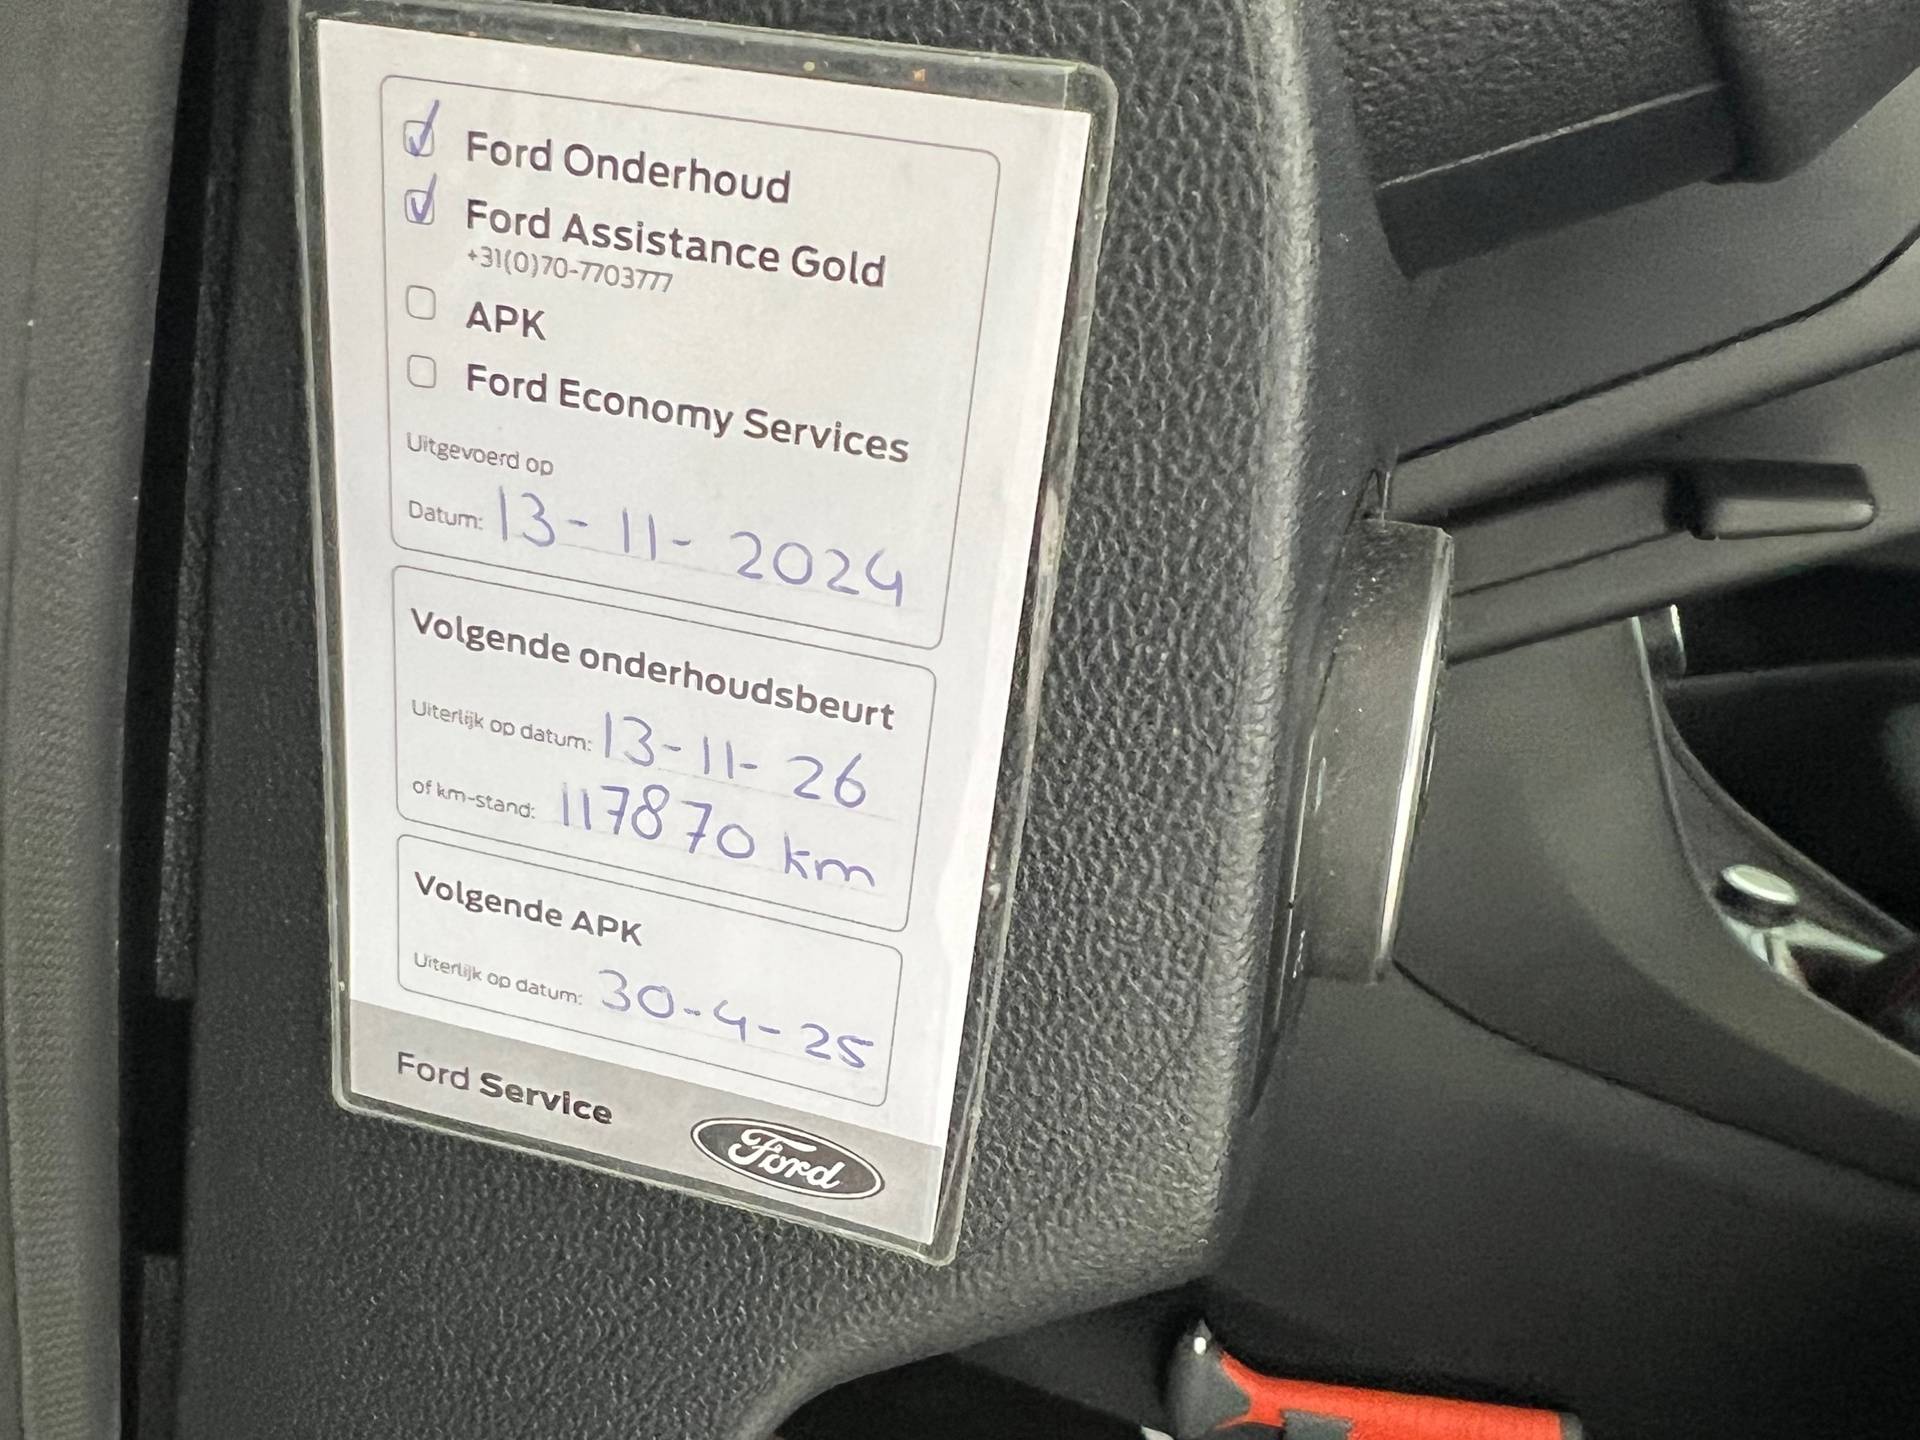 Ford Onderhoud
Ford Assistance Gold
+31(0)70-7703777
APK
Ford Economy Services
Uitgevoerd op
Datum: 13-11-2024
Volgende onderhoudsbeurt
Uiterlijk op datum: 13-11-26
of km-stand: 117870 km
Volgende APK
Uiterlijk op datum: 30-4-25
Ford Service
Ford